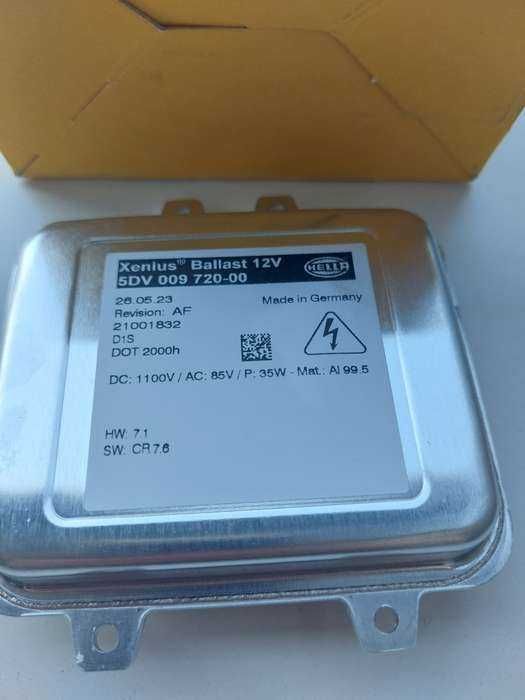 Xenius® Ballast 12V
5DV 009 720-00
HELLA
26.05.23
Made in Germany
Revision: AF
21001832
D1S
DOT 2000h
DC: 1100V / AC: 85V / P: 35W - Mat.: Al 99.5
HW: 7.1
SW: CR 7.6